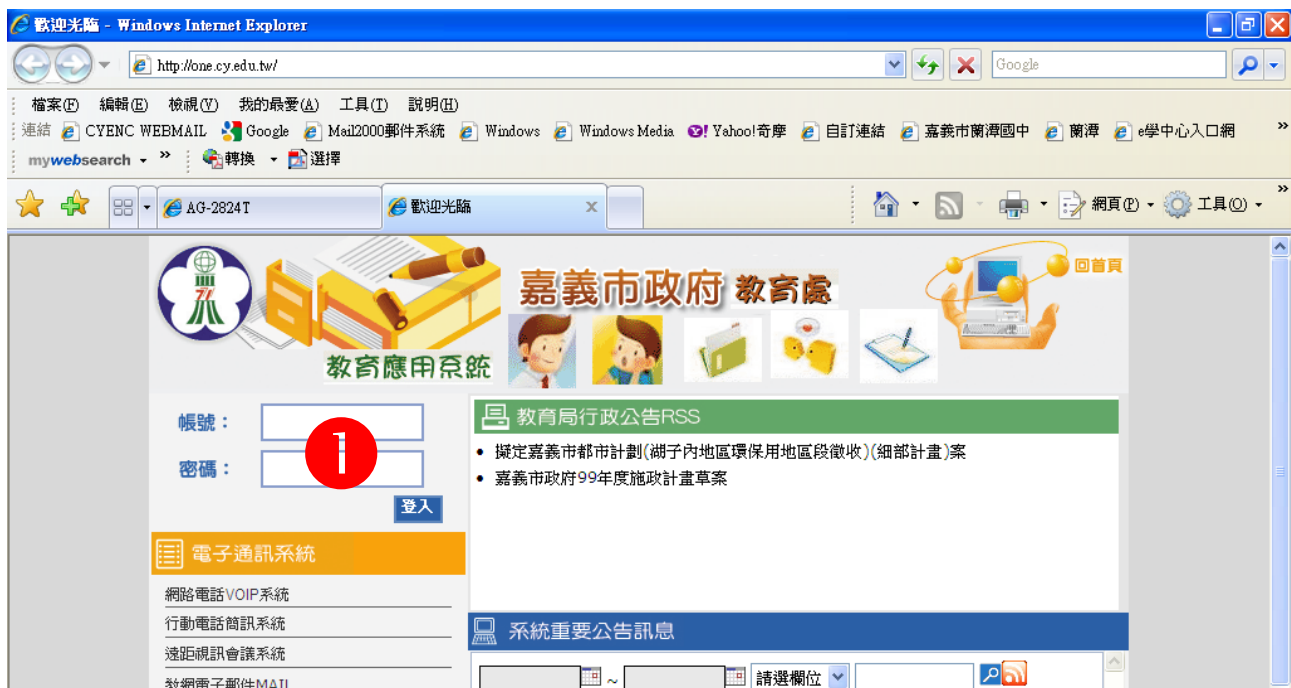 歡迎光臨 - Windows Internet Explorer
http://one.cy.edu.tw/
Google
檔案(F) 編輯(E) 檢視(V) 我的最愛(A) 工具(T) 說明(H)
連結 CYENC WEBMAIL Google Mail2000郵件系統 Windows Windows Media Yahoo!奇摩 自訂連結 嘉義市蘭潭國中 蘭潭 e學中心入口網 »
mywebsearch » 轉換 選擇
AG-2824T 歡迎光臨 網頁(P) 工具(O) »
嘉義市政府 教育處 回首頁
教育應用系統
帳號：
1
密碼：
登入
教育局行政公告RSS
• 擬定嘉義市都市計劃(湖子內地區環保用地區段徵收)(細部計畫)案
• 嘉義市政府99年度施政計畫草案
電子通訊系統
網路電話VOIP系統
行動電話簡訊系統
遠距視訊會議系統
教網電子郵件MAIL
系統重要公告訊息
~ 請選欄位